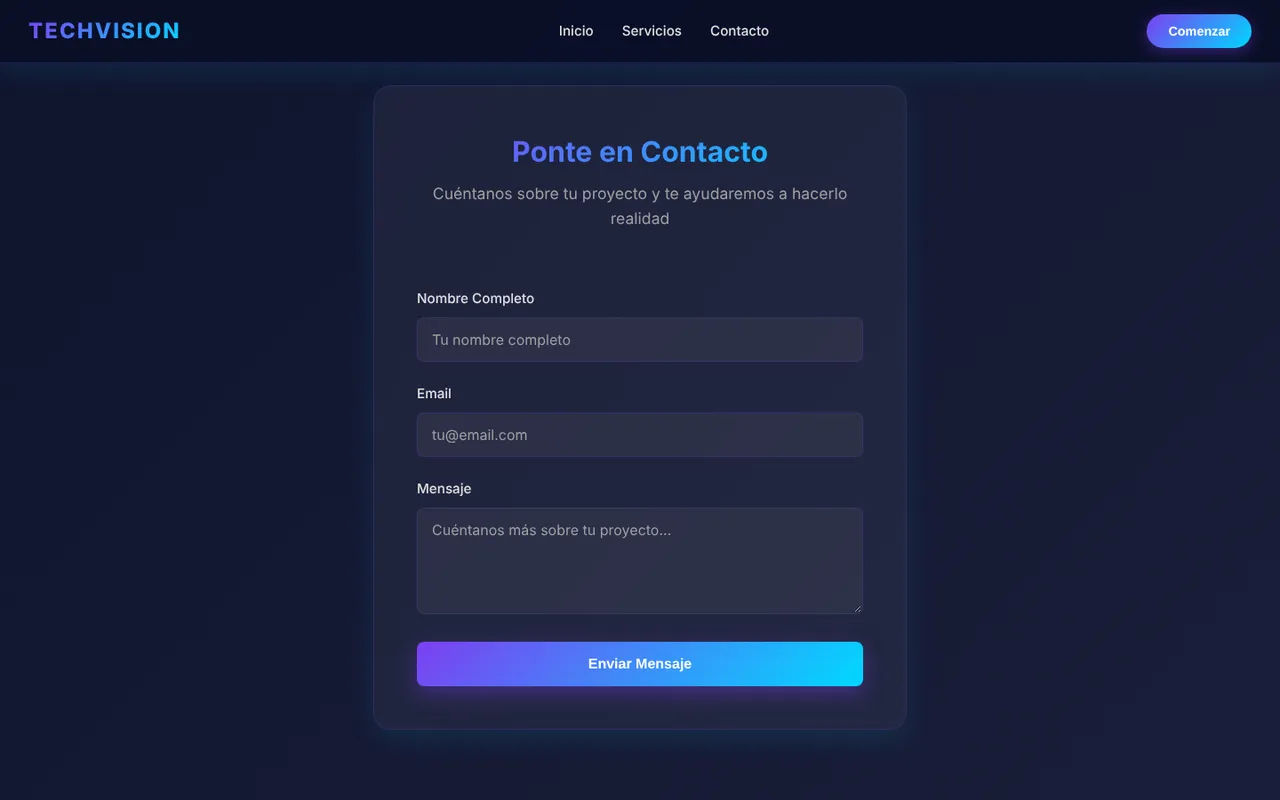 TECHVISION
Inicio
Servicios
Contacto
Comenzar
Ponte en Contacto
Cuéntanos sobre tu proyecto y te ayudaremos a hacerlo
realidad
Nombre Completo
Tu nombre completo
Email
tu@email.com
Mensaje
Cuéntanos más sobre tu proyecto...
Enviar Mensaje